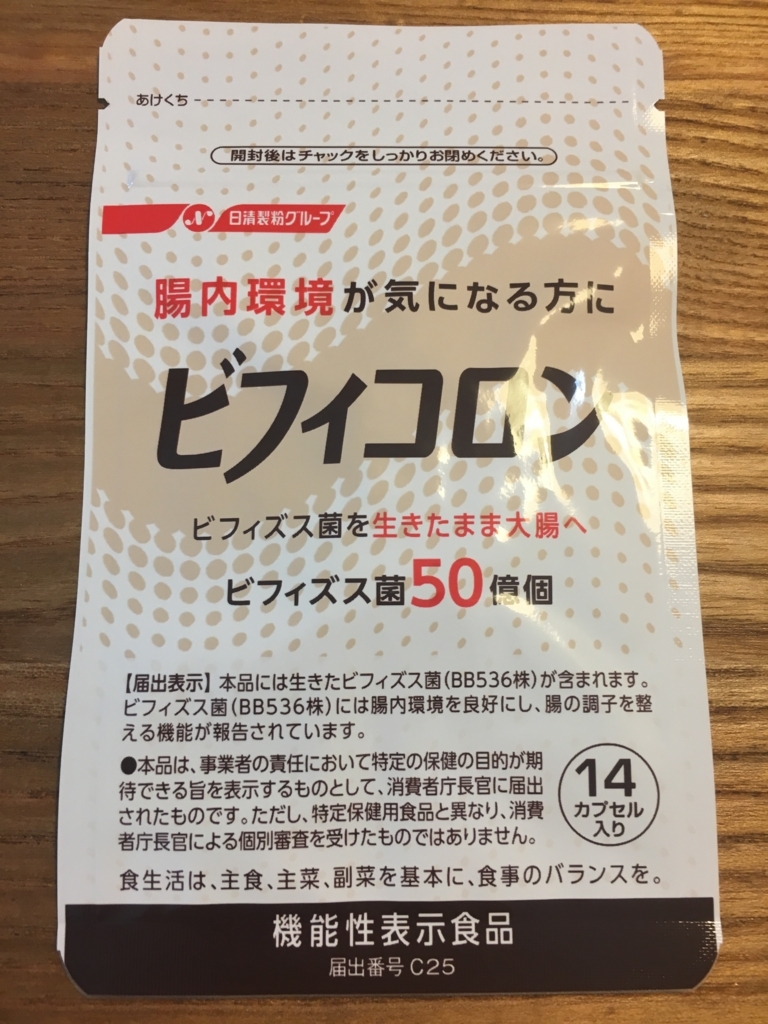 あけくち
開封後はチャックをしっかりお閉めください。
N 日清製粉グループ
腸内環境が気になる方に
ビフィコロン
ビフィズス菌を生きたまま大腸へ
ビフィズス菌50億個
【届出表示】本品には生きたビフィズス菌(BB536株)が含まれます。
ビフィズス菌(BB536株)には腸内環境を良好にし、腸の調子を整
える機能が報告されています。
●本品は、事業者の責任において特定の保健の目的が期
待できる旨を表示するものとして、消費者庁長官に届出
されたものです。ただし、特定保健用食品と異なり、消費
者庁長官による個別審査を受けたものではありません。
14
カプセル
入り
食生活は、主食、主菜、副菜を基本に、食事のバランスを。
機能性表示食品
届出番号 C25